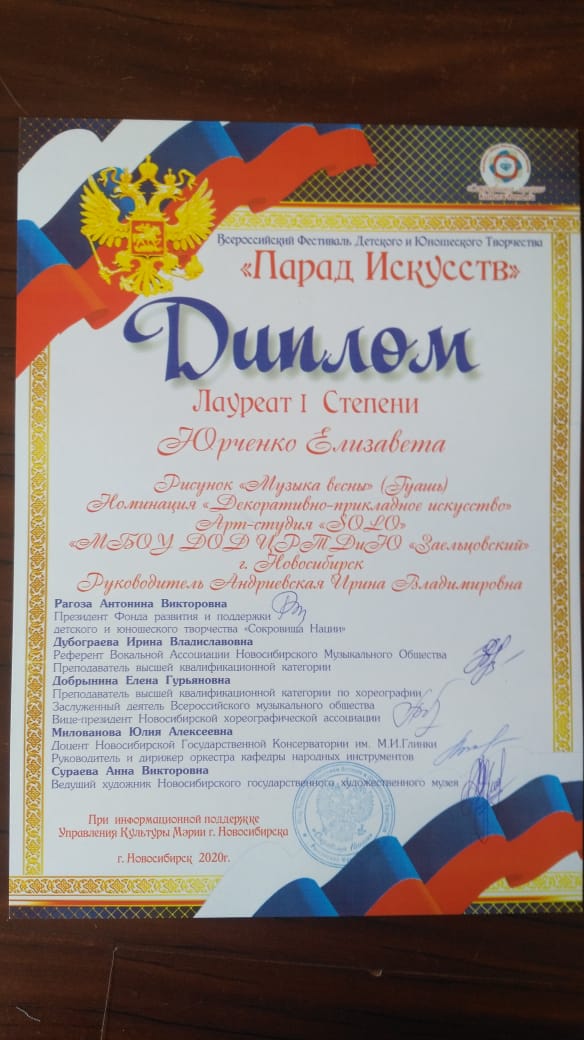 Всероссийский Фестиваль Детского и Юношеского Творчества
«Парад Искусств»
Диплом
Лауреат I Степени
Юрченко Елизавета
Рисунок «Музыка весны» (Гуашь)
Номинация «Декоративно-прикладное искусство»
Арт-студия «SOLO»
«МБОУ ДОД ЦРТДиЮ «Заельцовский»
г. Новосибирск
Руководитель Андриевская Ирина Владимировна
Рагоза Антонина Викторовна
Президент Фонда развития и поддержки
детского и юношеского творчества «Сокровища Нации»
Дубограева Ирина Владиславовна
Референт Вокальной Ассоциации Новосибирского Музыкального Общества
Преподаватель высшей квалификационной категории
Добрынина Елена Гурьяновна
Преподаватель высшей квалификационной категории по хореографии
Заслуженный деятель Всероссийского музыкального общества
Вице-президент Новосибирской хореографической ассоциации
Милованова Юлия Алексеевна
Доцент Новосибирской Государственной Консерватории им. М.И.Глинки
Руководитель и дирижер оркестра кафедры народных инструментов
Сураева Анна Викторовна
Ведущий художник Новосибирского государственного художественного музея
При информационной поддержке
Управления Культуры Мэрии г. Новосибирска
г. Новосибирск 2020г.